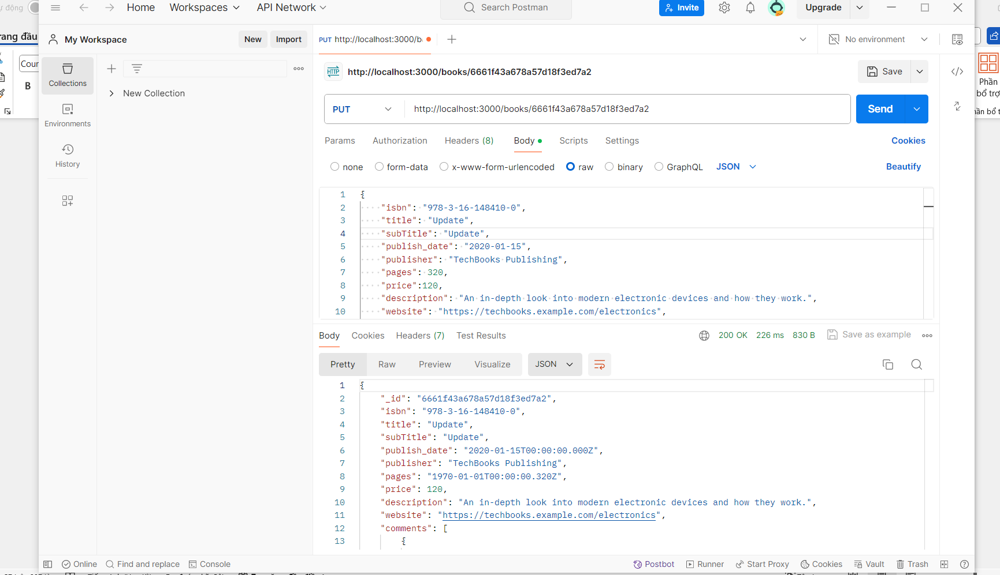 ự động
Home
Workspaces
API Network
Search Postman
Invite
Upgrade
rang đầu
My Workspace
New
Import
PUT http://localhost:3000/b
No environment
Cour
B
Collections
Environments
History
New Collection
HTTP
http://localhost:3000/books/6661f43a678a57d18f3ed7a2
Save
PUT
http://localhost:3000/books/6661f43a678a57d18f3ed7a2
Send
Phần
bổ trợ
Params
Authorization
Headers (8)
Body
Scripts
Settings
Cookies
none
form-data
x-www-form-urlencoded
raw
binary
GraphQL
JSON
Beautify
1 {
2 "isbn": "978-3-16-148410-0",
3 "title": "Update",
4 "subTitle": "Update",
5 "publish_date": "2020-01-15",
6 "publisher": "TechBooks Publishing",
7 "pages": 320,
8 "price":120,
9 "description": "An in-depth look into modern electronic devices and how they work.",
10 "website": "https://techbooks.example.com/electronics",
Body
Cookies
Headers (7)
Test Results
200 OK
226 ms
830 B
Save as example
Pretty
Raw
Preview
Visualize
JSON
1 {
2 "_id": "6661f43a678a57d18f3ed7a2",
3 "isbn": "978-3-16-148410-0",
4 "title": "Update",
5 "subTitle": "Update",
6 "publish_date": "2020-01-15T00:00:00.000Z",
7 "publisher": "TechBooks Publishing",
8 "pages": "1970-01-01T00:00:00.320Z",
9 "price": 120,
10 "description": "An in-depth look into modern electronic devices and how they work.",
11 "website": "https://techbooks.example.com/electronics",
12 "comments": [
13 {
Online
Find and replace
Console
Postbot
Runner
Start Proxy
Cookies
Vault
Trash